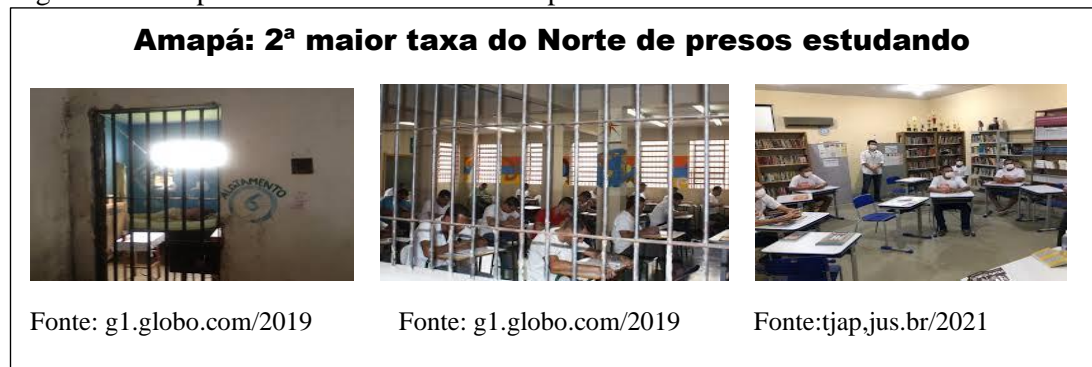 Amapá: 2ª maior taxa do Norte de presos estudando
ALOJAMENTO
6
Fonte: g1.globo.com/2019
Fonte: g1.globo.com/2019
Fonte:tjap,jus.br/2021